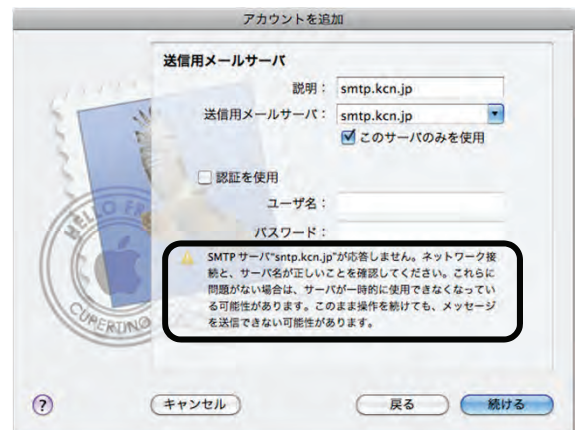 アカウントを追加
送信用メールサーバ
説明： smtp.kcn.jp
送信用メールサーバ： smtp.kcn.jp
このサーバのみを使用
認証を使用
ユーザ名：
パスワード：
SMTP サーバ"sntp.kcn.jp"が応答しません。ネットワーク接
続と、サーバ名が正しいことを確認してください。これらに
問題がない場合は、サーバが一時的に使用できなくなってい
る可能性があります。このまま操作を続けても、メッセージ
を送信できない可能性があります。
HELLO FR
CUPERTINO
?
キャンセル 戻る 続ける